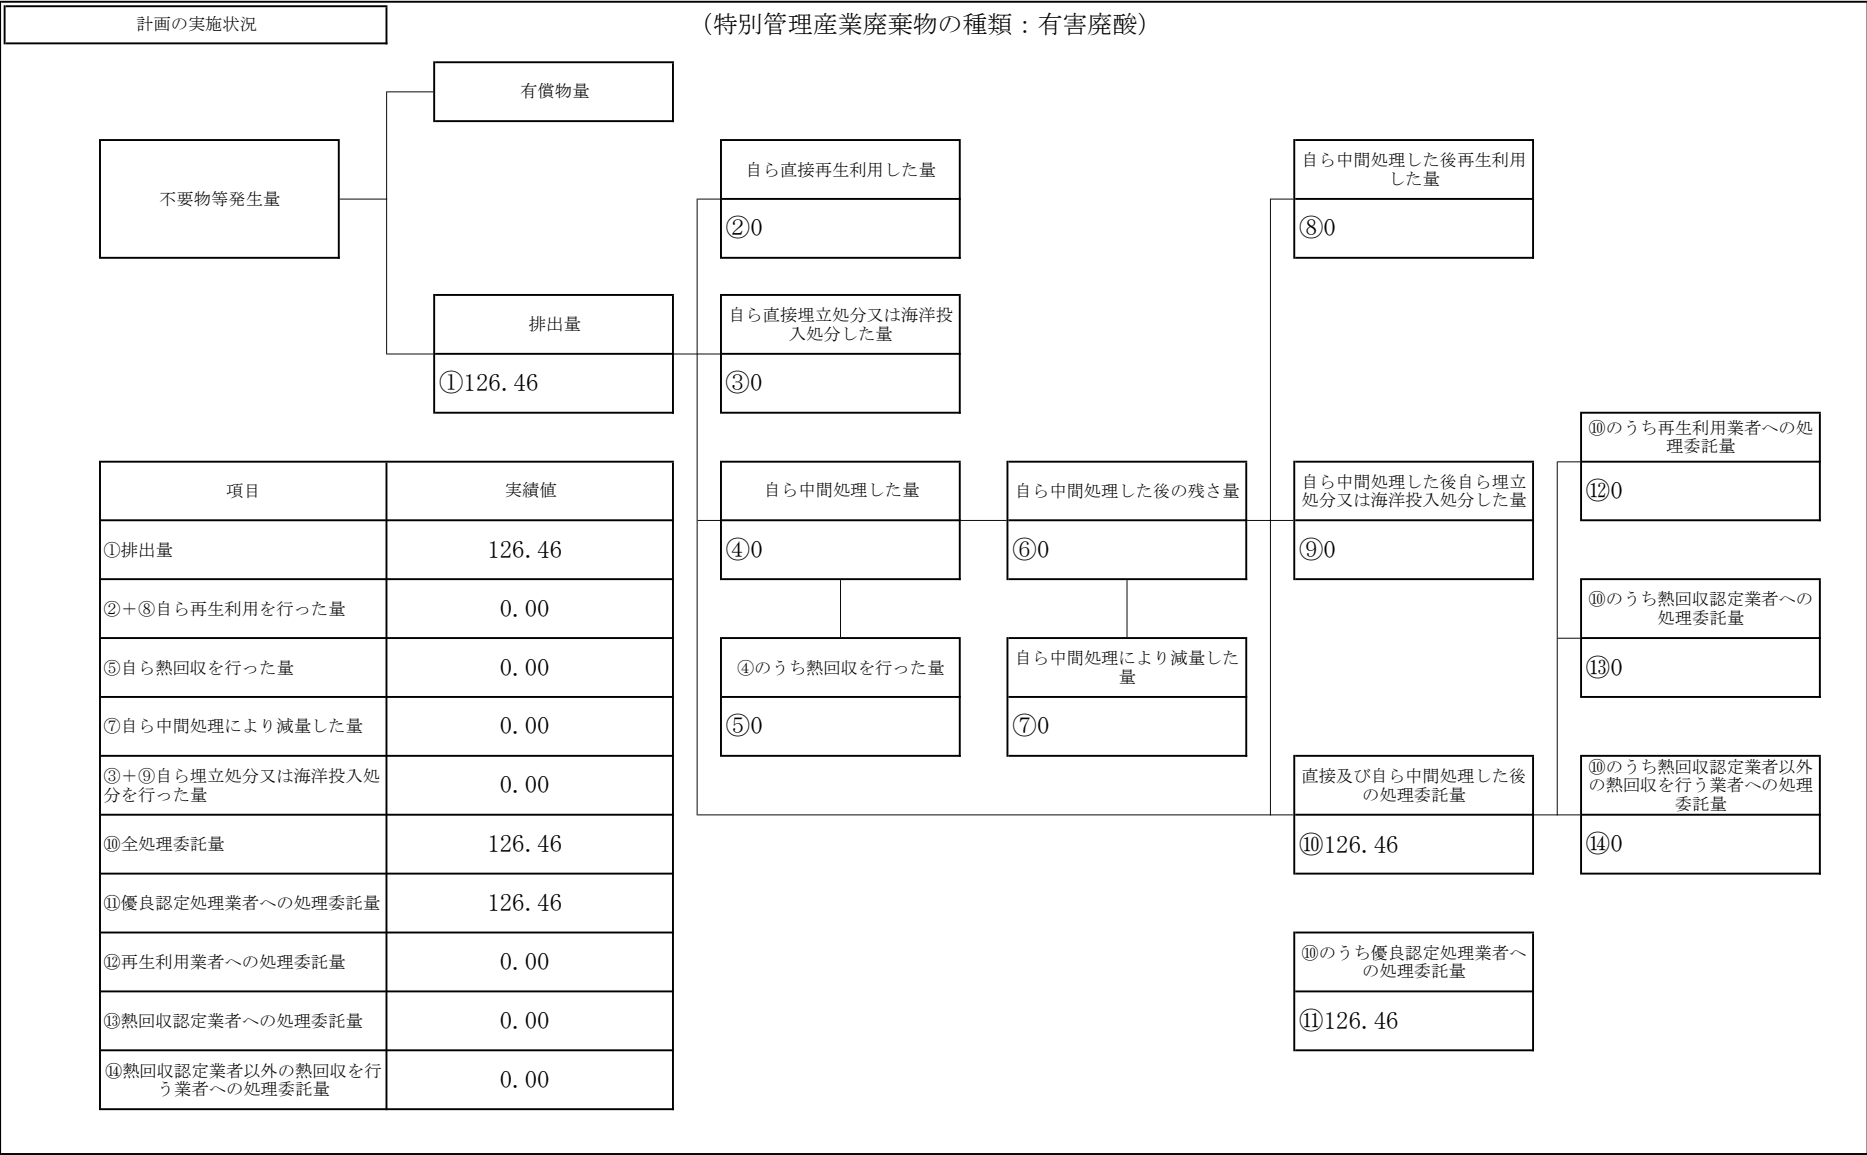 計画の実施状況
（特別管理産業廃棄物の種類：有害廃酸）
有償物量
不要物等発生量
自ら直接再生利用した量
②0
自ら中間処理した後再生利用
した量
⑧0
排出量
①126.46
自ら直接埋立処分又は海洋投
入処分した量
③0
項目 実績値
①排出量 126.46
②＋⑧自ら再生利用を行った量 0.00
⑤自ら熱回収を行った量 0.00
⑦自ら中間処理により減量した量 0.00
③＋⑨自ら埋立処分又は海洋投入処
分を行った量 0.00
⑩全処理委託量 126.46
⑪優良認定処理業者への処理委託量 126.46
⑫再生利用業者への処理委託量 0.00
⑬熱回収認定業者への処理委託量 0.00
⑭熱回収認定業者以外の熱回収を行
う業者への処理委託量 0.00
自ら中間処理した量
④0
④のうち熱回収を行った量
⑤0
自ら中間処理した後の残さ量
⑥0
自ら中間処理により減量した
量
⑦0
自ら中間処理した後自ら埋立
処分又は海洋投入処分した量
⑨0
直接及び自ら中間処理した後
の処理委託量
⑩126.46
⑩のうち優良認定処理業者へ
の処理委託量
⑪126.46
⑩のうち再生利用業者への処
理委託量
⑫0
⑩のうち熱回収認定業者への
処理委託量
⑬0
⑩のうち熱回収認定業者以外
の熱回収を行う業者への処理
委託量
⑭0